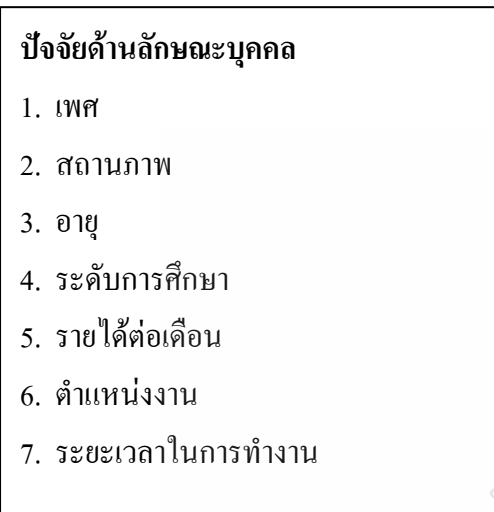 ปัจจัยด้านลักษณะบุคคล
1. เพศ
2. สถานภาพ
3. อายุ
4. ระดับการศึกษา
5. รายได้ต่อเดือน
6. ตำแหน่งงาน
7. ระยะเวลาในการทำงาน